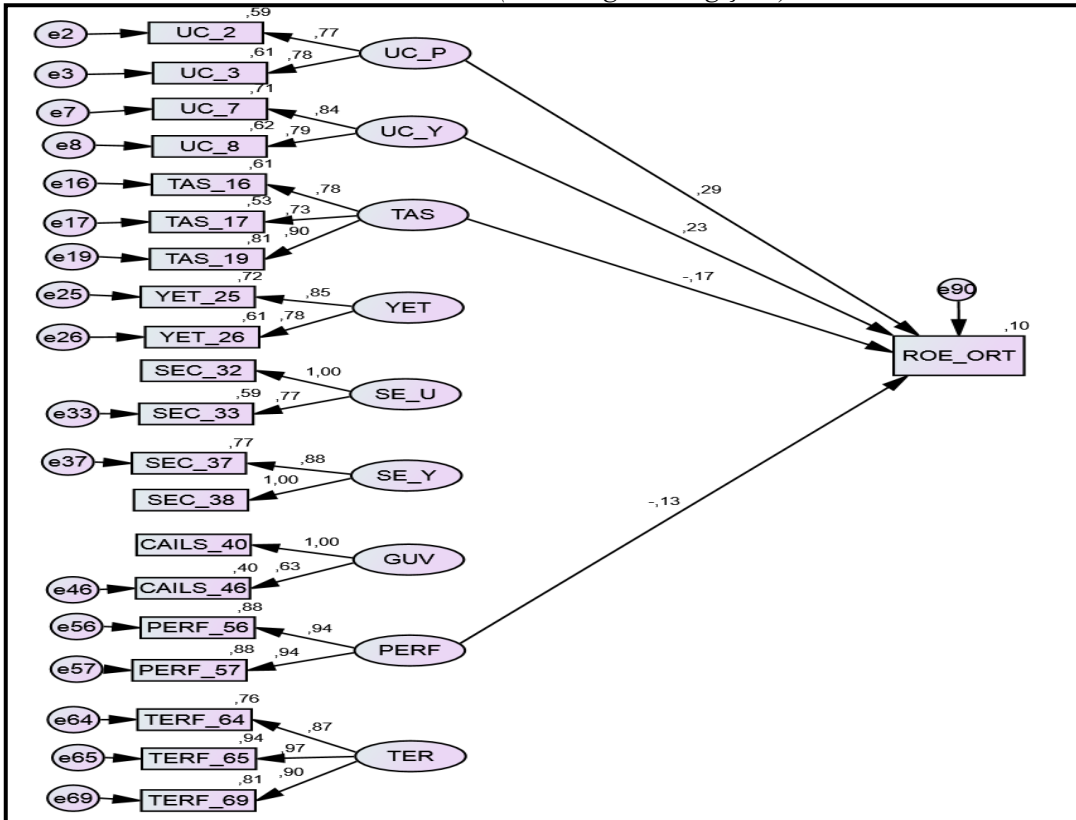 ,59
e2 UC_2 ,77
UC_P
,61 ,78
e3 UC_3
,71
e7 UC_7 ,84
UC_Y
,62 ,79
e8 UC_8
,61
e16 TAS_16 ,78
,29
,53 ,73
e17 TAS_17 TAS
,23
,81 ,90
e19 TAS_19
-,17
,72
e25 YET_25 ,85
YET
e90
,61 ,78
e26 YET_26
,10
ROE_ORT
SEC_32 1,00
SE_U
,59 ,77
e33 SEC_33
,77
e37 SEC_37 ,88
SE_Y
1,00
SEC_38
-,13
CAILS_40 1,00
GUV
,40 ,63
e46 CAILS_46
,88
e56 PERF_56 ,94
PERF
,88 ,94
e57 PERF_57
,76
e64 TERF_64 ,87
,94 ,97
e65 TERF_65 TER
,81 ,90
e69 TERF_69